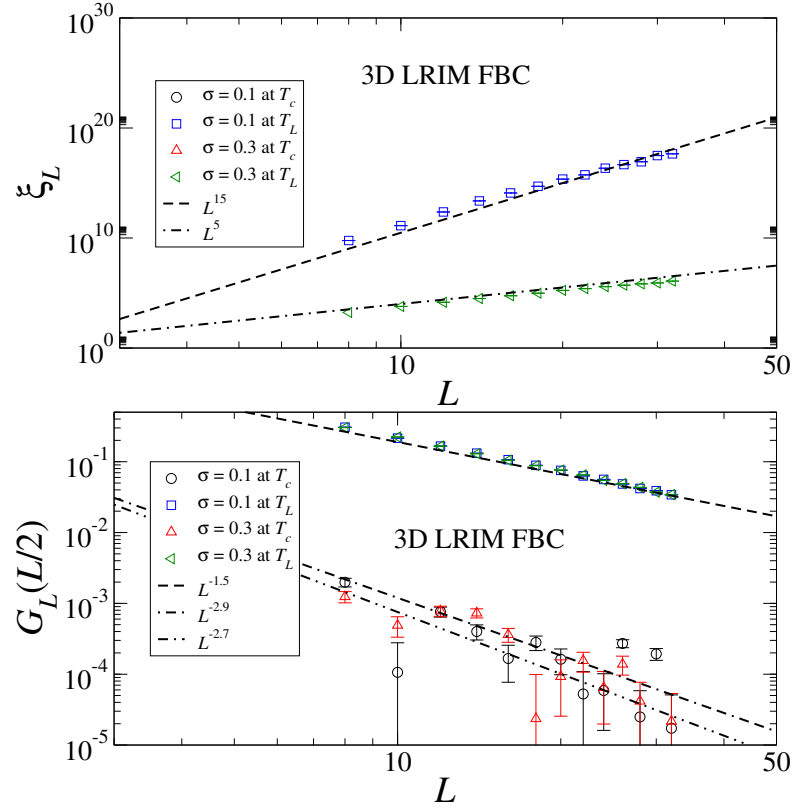 10^30
3D LRIM FBC
σ = 0.1 at T_c
σ = 0.1 at T_L
10^20
σ = 0.3 at T_c
σ = 0.3 at T_L
ξ_L
L^15
L^5
10^10
10^0
10
50
L
10^-1
σ = 0.1 at T_c
σ = 0.1 at T_L
10^-2
σ = 0.3 at T_c
σ = 0.3 at T_L
3D LRIM FBC
G_L(L/2)
L^-1.5
10^-3
L^-2.9
L^-2.7
10^-4
10^-5
10
50
L